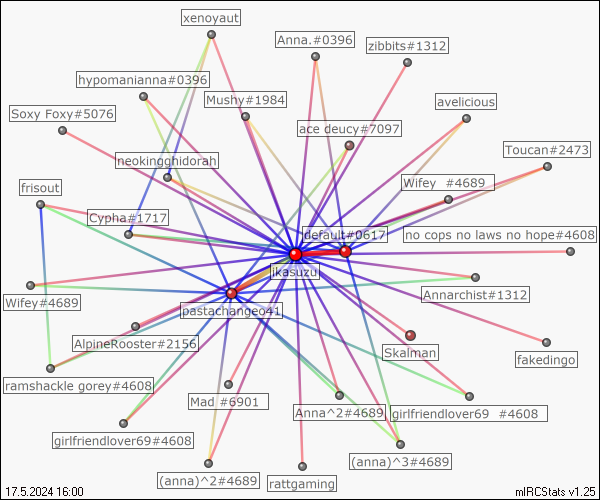 xenoyaut
Anna.#0396
zibbits#1312
hypomanianna#0396
Mushy#1984
avelicious
Soxy Foxy#5076
ace deucy#7097
Toucan#2473
neokingghidorah
frisout
Wifey #4689
Cypha#1717
default#0617
no cops no laws no hope#4608
jikasuzu
Wifey#4689
Annarchist#1312
pastachangeo41
AlpineRooster#2156
Skalman
fakedingo
ramshackle gorey#4608
Mad #6901
Anna^2#4689
girlfriendlover69 #4608
girlfriendlover69#4608
(anna)^2#4689
rattgaming
(anna)^3#4689
17.5.2024 16:00
mIRCStats v1.25